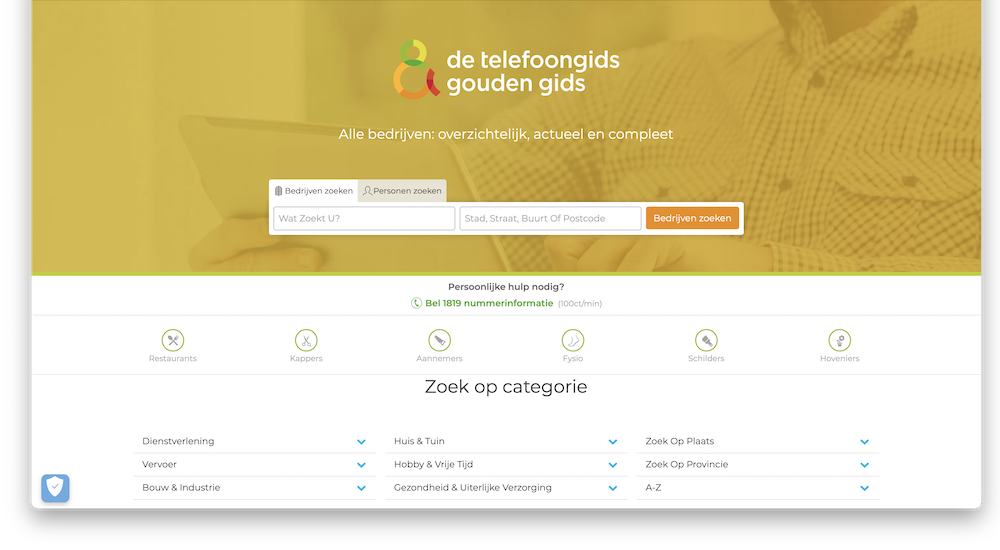 de telefoongids
gouden gids
Alle bedrijven: overzichtelijk, actueel en compleet
Bedrijven zoeken
Personen zoeken
Wat Zoekt U?
Stad, Straat, Buurt Of Postcode
Bedrijven zoeken
Persoonlijke hulp nodig?
Bel 1819 nummerinformatie (100ct/min)
Restaurants
Kappers
Aannemers
Fysio
Schilders
Hoveniers
Zoek op categorie
Dienstverlening
Huis & Tuin
Zoek Op Plaats
Vervoer
Hobby & Vrije Tijd
Zoek Op Provincie
Bouw & Industrie
Gezondheid & Uiterlijke Verzorging
A-Z